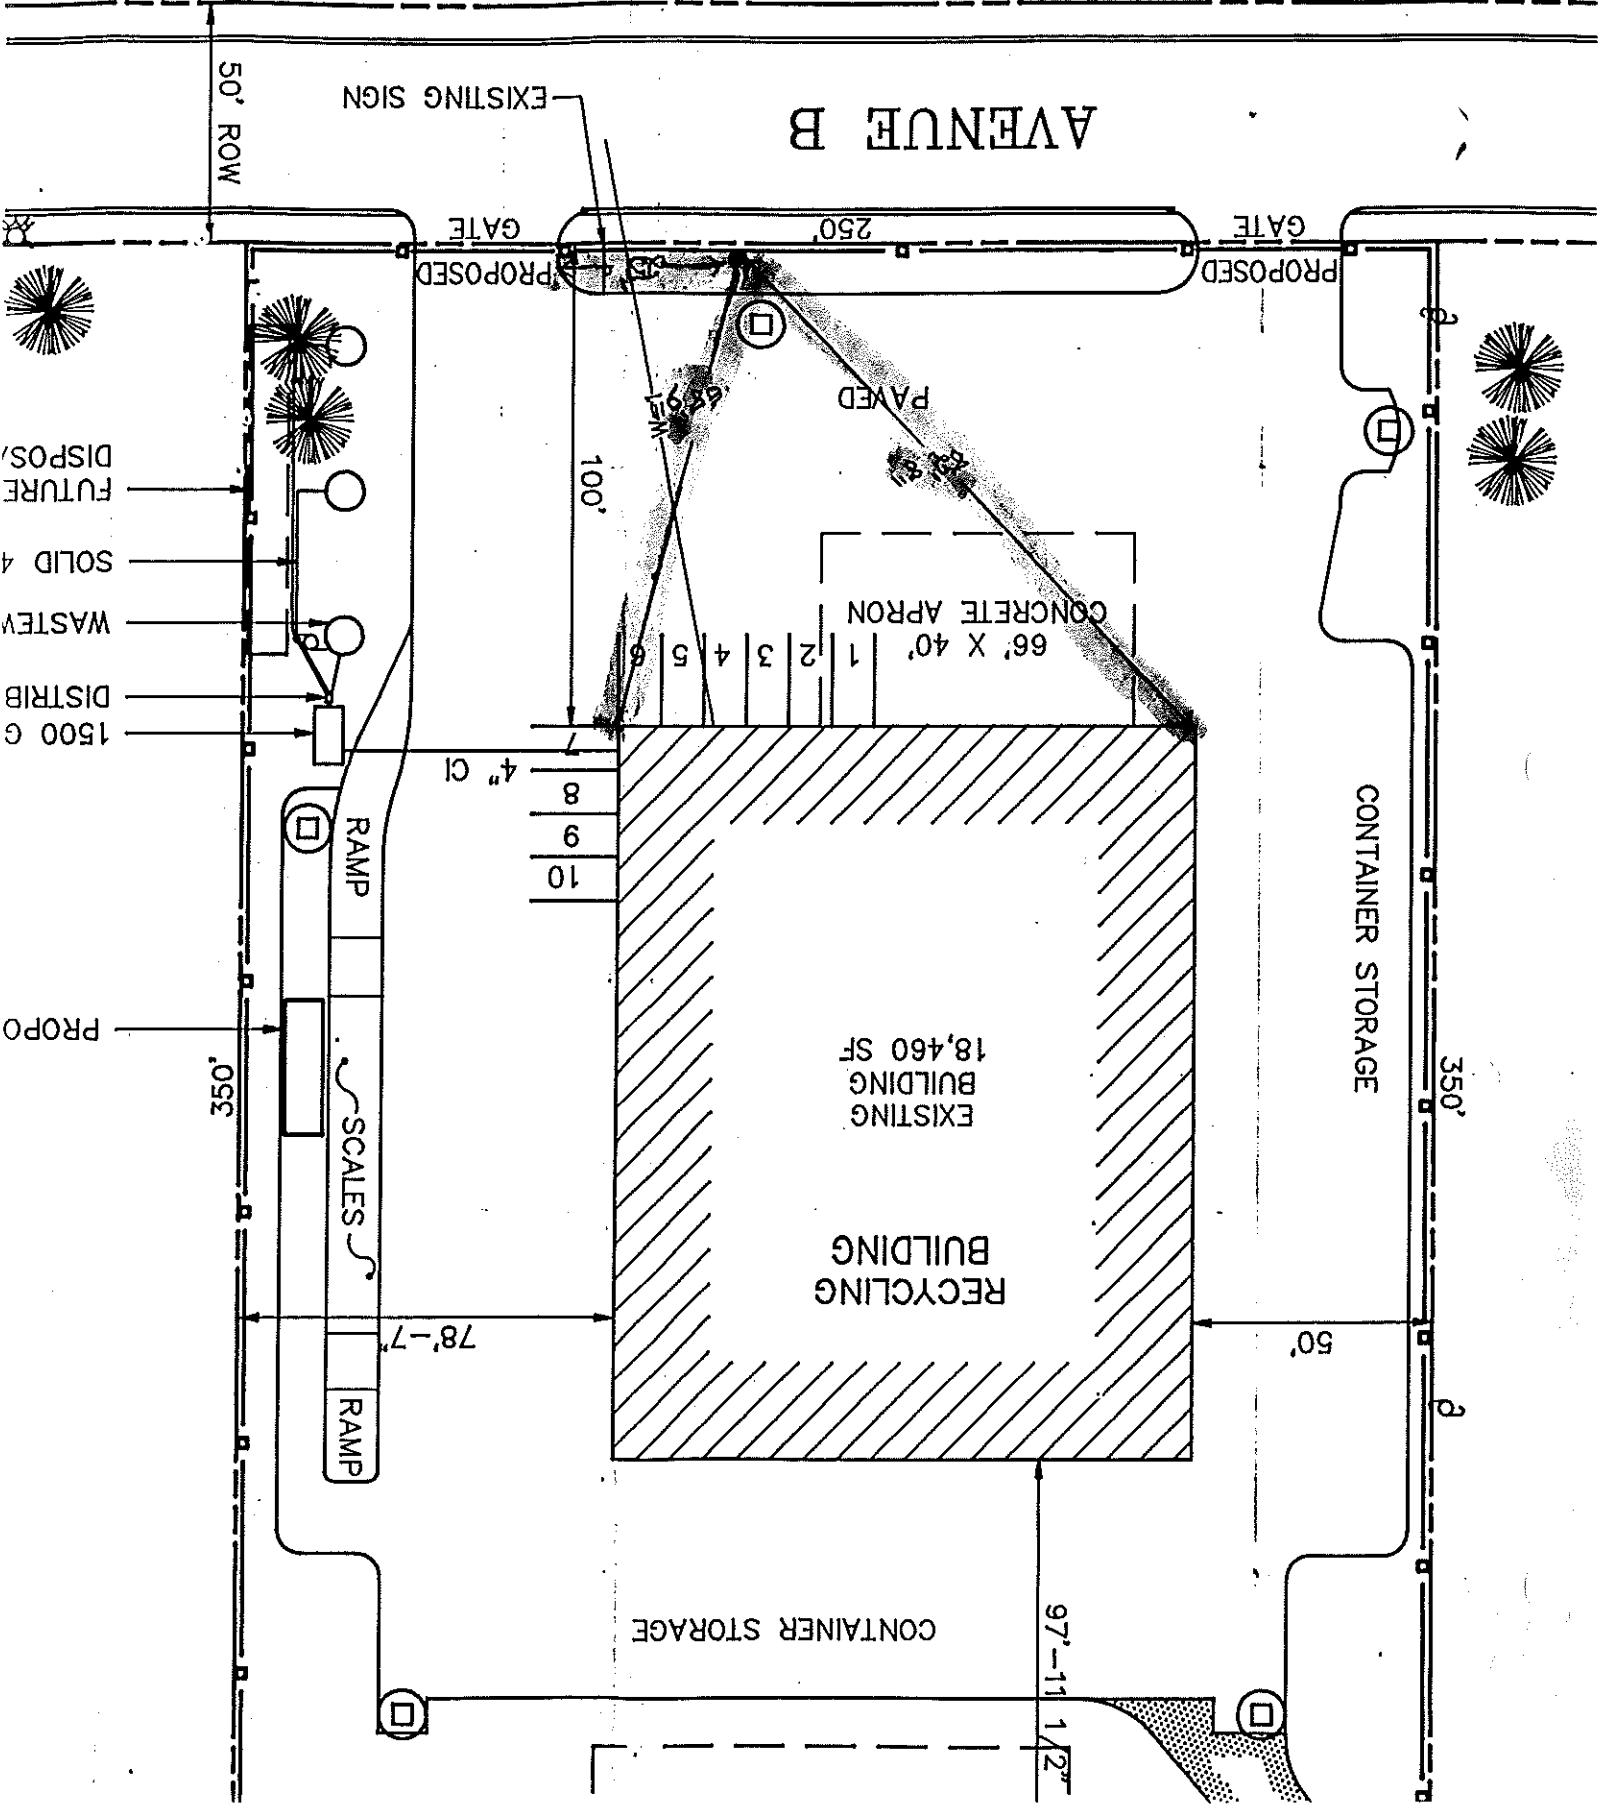 97'-11 1/2"
CONTAINER STORAGE
RAMP
50'
78'-7"
RECYCLING
BUILDING
SCALES
EXISTING
BUILDING
18,460 SF
350'
350'
PROPO
CONTAINER STORAGE
RAMP
10
9
8
7
4" CI
1500 G
DISTRIB
WASTEW
SOLID 4
FUTURE
DISPOS
66' X 40'
CONCRETE APRON
1
2
3
4
5
6
100'
PAVED
PROPOSED
GATE
250'
PROPOSED
GATE
AVENUE B
EXISTING SIGN
50' ROW